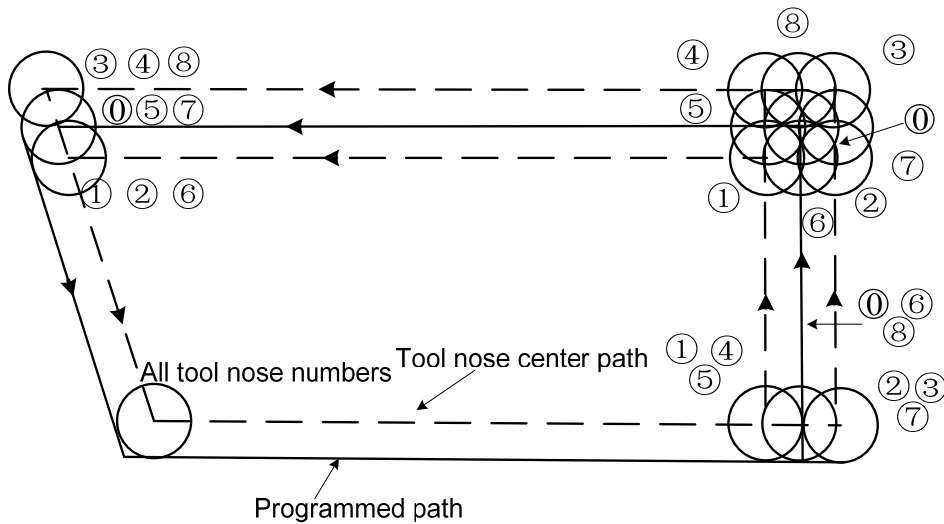 ⑧
③ ④ ⑧
④
③
⓪ ⑤ ⑦
⑤
⓪
⑦
① ② ⑥
①
②
⑥
⓪ ⑥
⑧
① ④
⑤
Tool nose center path
All tool nose numbers
② ③
⑦
Programmed path